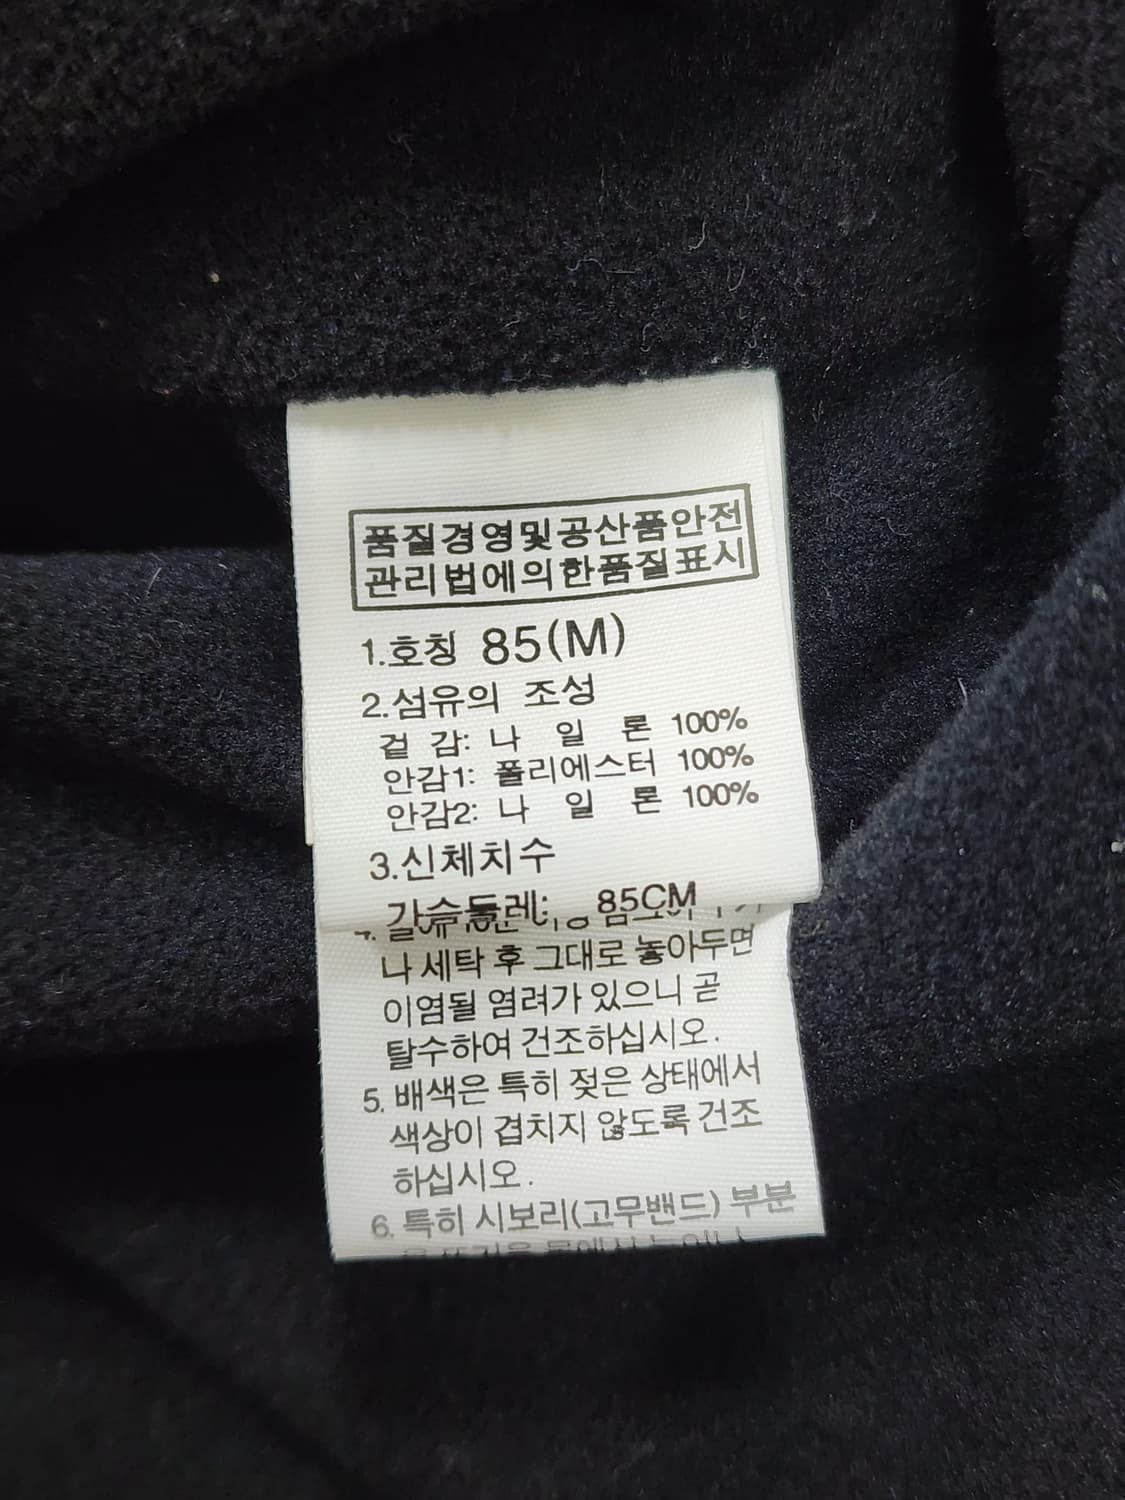 품질경영및공산품안전
관리법에의한품질표시
1.호칭 85(M)
2.섬유의 조성
겉 감: 나 일 론 100%
안감1: 폴리에스터 100%
안감2: 나 일 론 100%
3.신체치수
가슴둘레: 85CM
4.
나 세탁 후 그대로 놓아두면
이염될 염려가 있으니 곧
탈수하여 건조하십시오.
5. 배색은 특히 젖은 상태에서
색상이 겹치지 않도록 건조
하십시오.
6. 특히 시보리(고무밴드) 부분